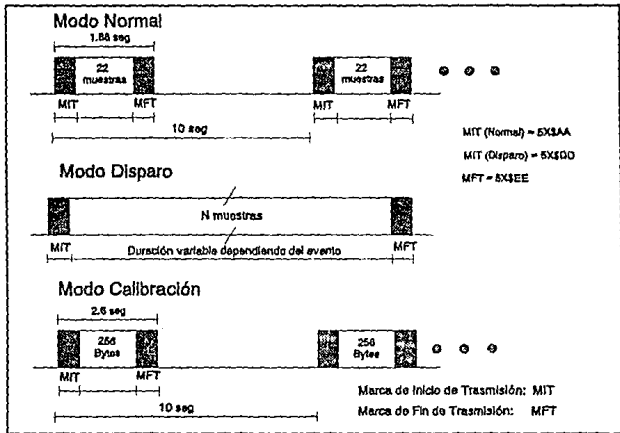 Modo Normal
1.88 seg
22 muestras
22 muestras
MIT MFT MIT MFT
10 seg
MIT (Normal) = 5X$AA
MIT (Disparo) = 5X$DD
MFT = 5X$EE
Modo Disparo
N muestras
MIT Duración variable dependiendo del evento MFT
Modo Calibración
2.6 seg
256 Bytes
256 Bytes
MIT MFT
10 seg
Marca de Inicio de Trasmisión: MIT
Marca de Fin de Trasmisión: MFT